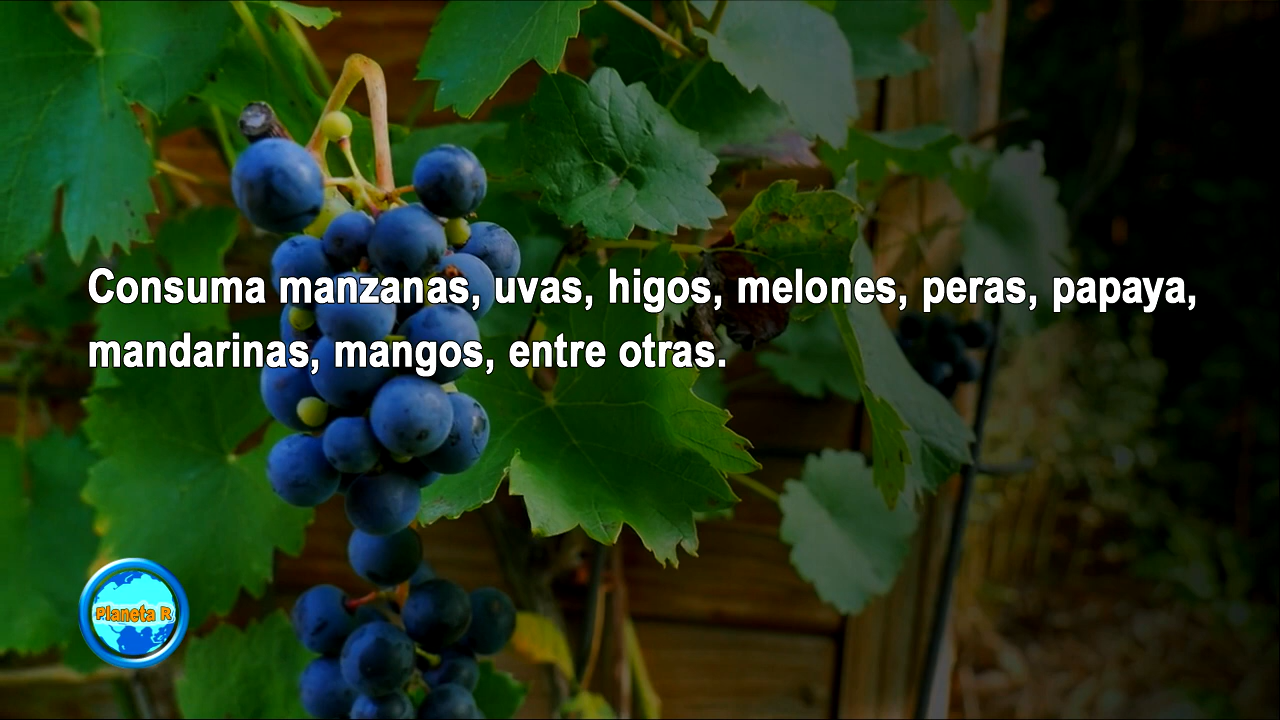 Consuma manzanas, uvas, higos, melones, peras, papaya,
mandarinas, mangos, entre otras.
Planeta R